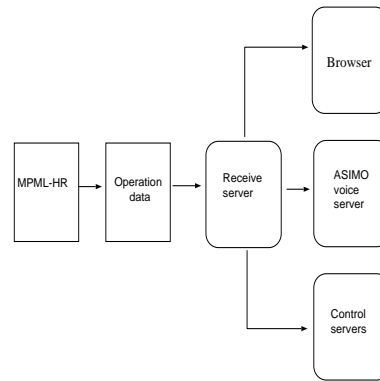 Browser
MPML-HR
Operation
data
Receive
server
ASIMO
voice
server
Control
servers